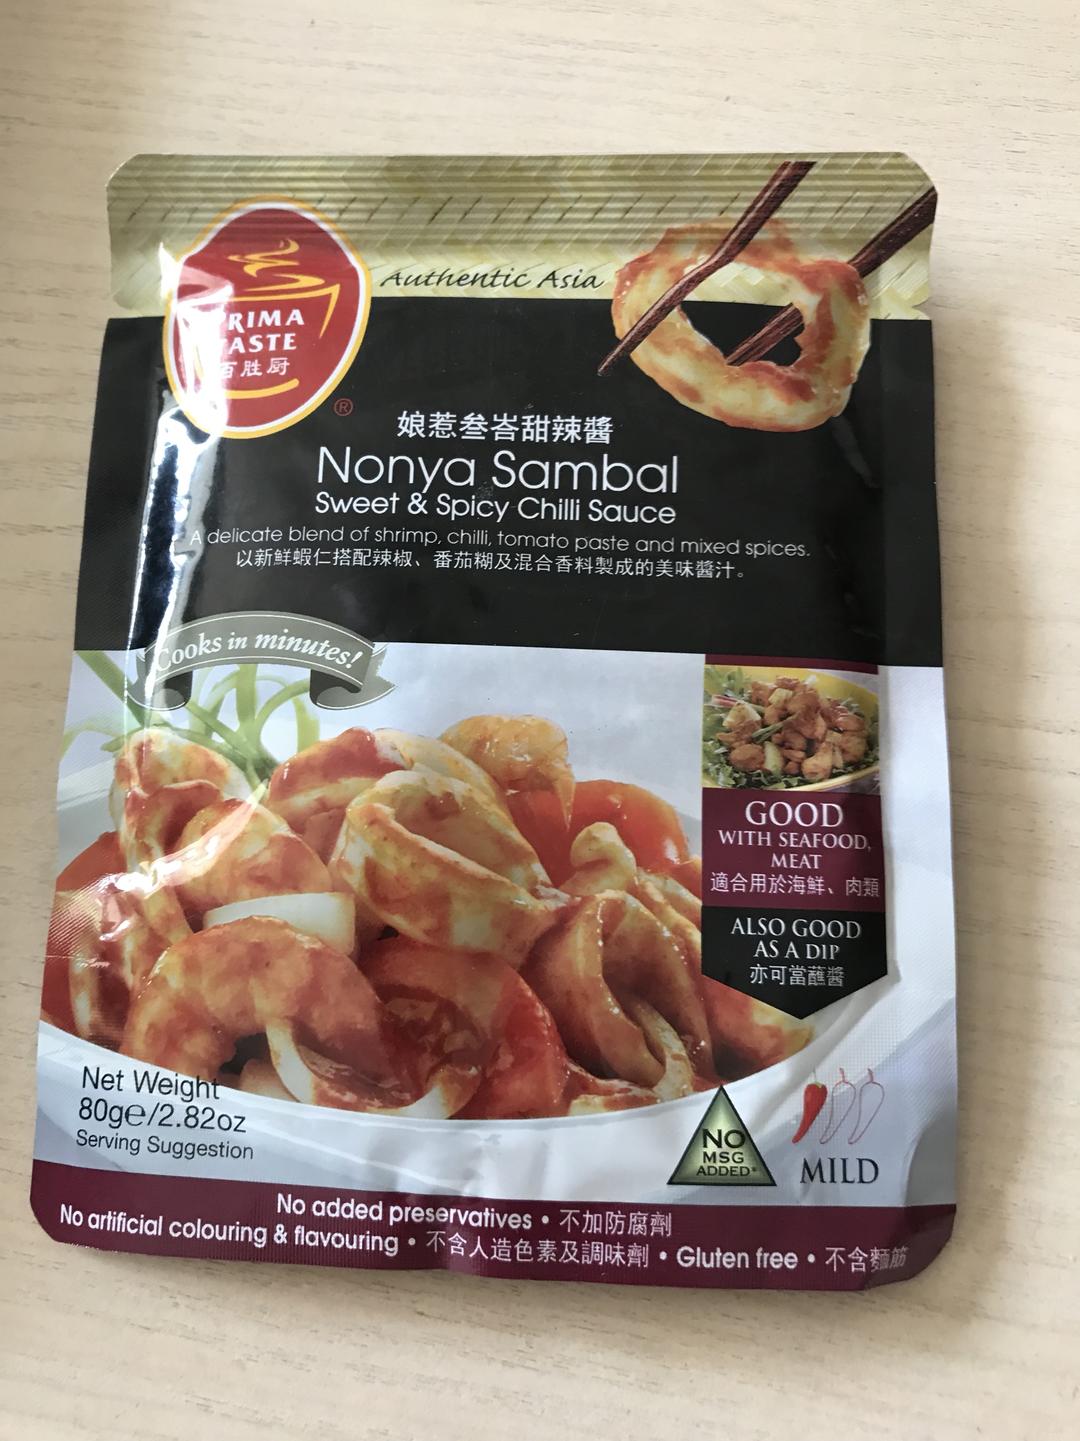 PRIMA
TASTE
百胜厨
®
Authentic Asia
娘惹叁峇甜辣醬
Nonya Sambal
Sweet & Spicy Chilli Sauce
A delicate blend of shrimp, chilli, tomato paste and mixed spices.
以新鮮蝦仁搭配辣椒、番茄糊及混合香料製成的美味醬汁。
Cooks in minutes!
GOOD
WITH SEAFOOD,
MEAT
適合用於海鮮、肉類
ALSO GOOD
AS A DIP
亦可當蘸醬
Net Weight
80g℮/2.82oz
Serving Suggestion
NO
MSG
ADDED*
MILD
No added preservatives • 不加防腐劑
No artificial colouring & flavouring • 不含人造色素及調味劑 • Gluten free • 不含麵筋